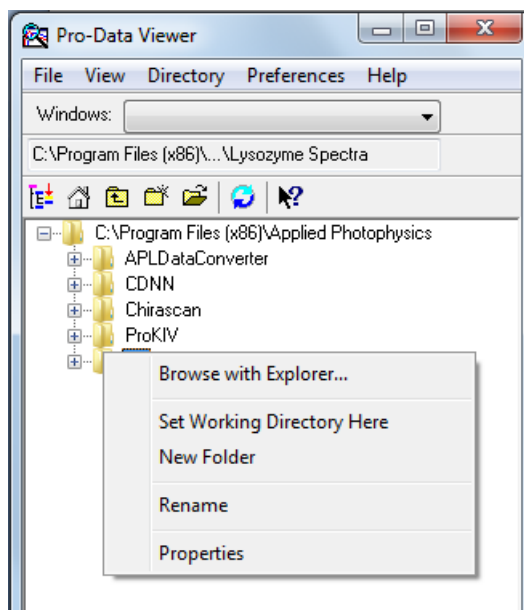 Pro-Data Viewer
File View Directory Preferences Help
Windows:
C:\Program Files (x86)\...\Lysozyme Spectra
C:\Program Files (x86)\Applied Photophysics
APLDataConverter
CDNN
Chirascan
ProKIV
Browse with Explorer...
Set Working Directory Here
New Folder
Rename
Properties